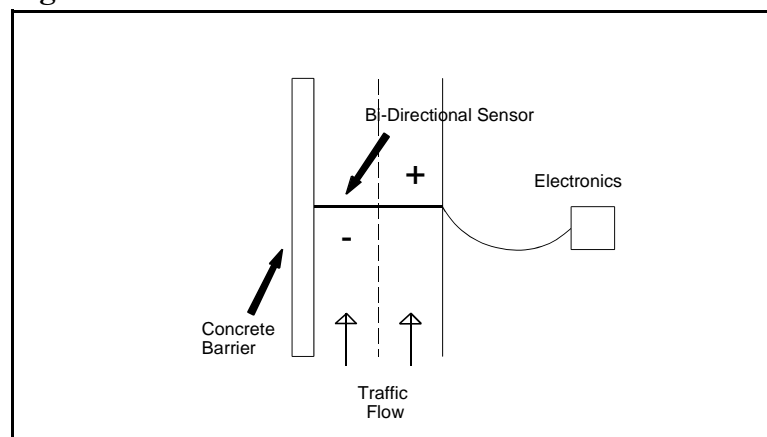 Bi-Directional Sensor
+
Electronics
-
Concrete
Barrier
Traffic
Flow